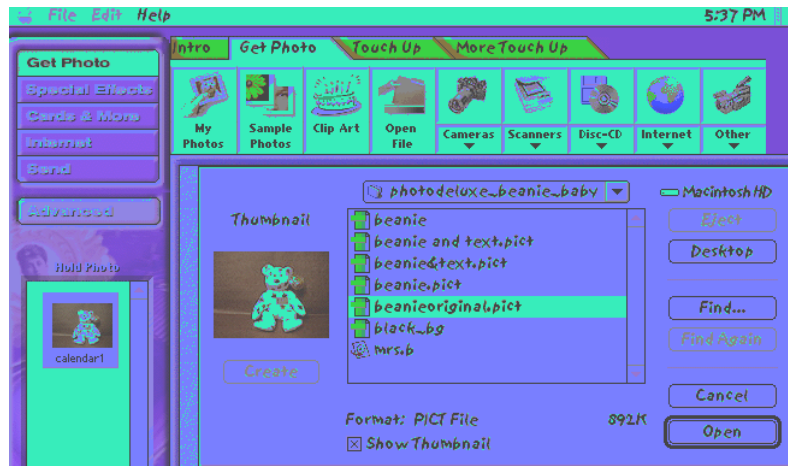 File Edit Help 5:37 PM
Intro Get Photo Touch Up More Touch Up
Get Photo
Special Effects
Cards & More
Internet
Send
Advanced
My Photos
Sample Photos
Clip Art
Open File
Cameras
Scanners
Disc-CD
Internet
Other
photodeluxe_beanie_baby
Macintosh HD
Thumbnail
beanie
beanie and text.pict
beanie&text.pict
beanie.pict
beanieoriginal.pict
black_bg
mrs.b
Eject
Desktop
Find...
Find Again
Cancel
Open
Create
Format: PICT File 892K
Show Thumbnail
Hold Photo
calendar1